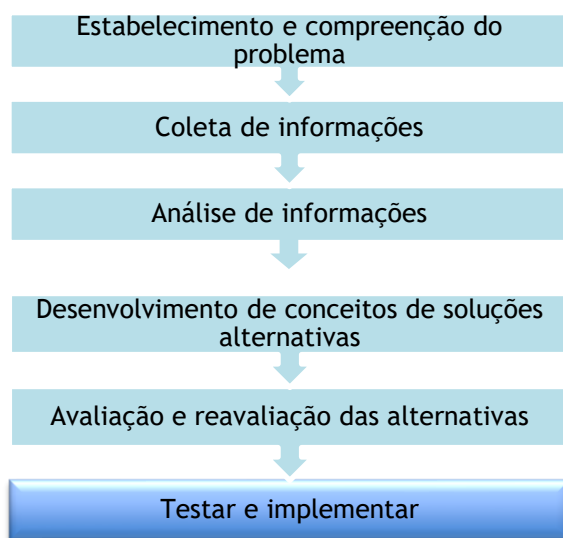 Estabelecimento e compreenção do
problema
Coleta de informações
Análise de informações
Desenvolvimento de conceitos de soluções
alternativas
Avaliação e reavaliação das alternativas
Testar e implementar